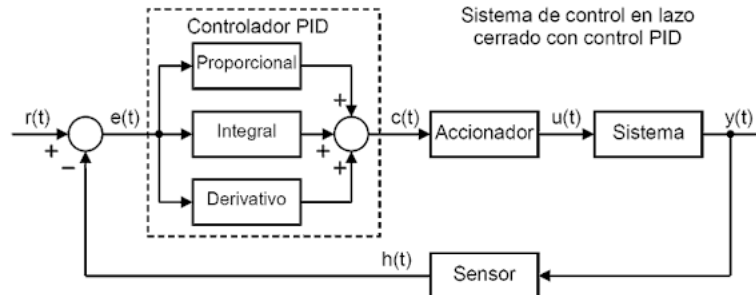 Controlador PID
Sistema de control en lazo
cerrado con control PID
Proporcional
+
r(t)
+
−
e(t)
Integral
+
c(t)
Accionador
u(t)
Sistema
y(t)
+
Derivativo
h(t)
Sensor